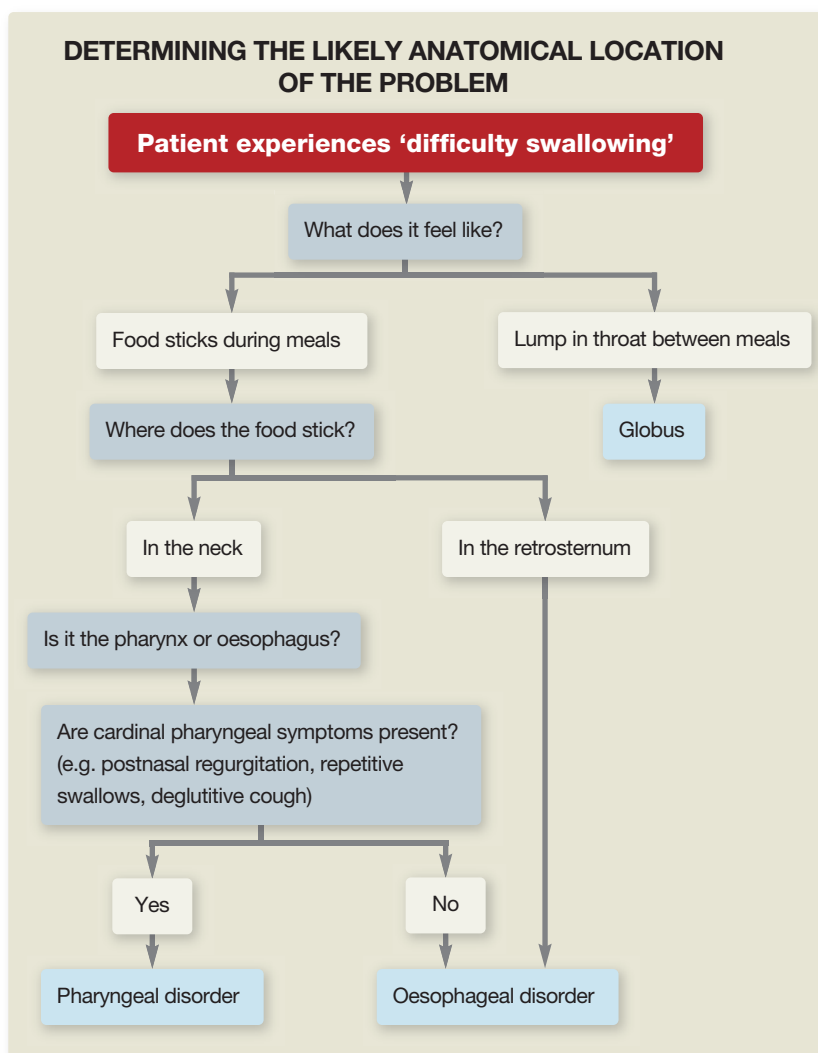 DETERMINING THE LIKELY ANATOMICAL LOCATION
OF THE PROBLEM
Patient experiences ‘difficulty swallowing’
What does it feel like?
Food sticks during meals
Lump in throat between meals
Where does the food stick?
Globus
In the neck
In the retrosternum
Is it the pharynx or oesophagus?
Are cardinal pharyngeal symptoms present?
(e.g. postnasal regurgitation, repetitive
swallows, deglutitive cough)
Yes
No
Pharyngeal disorder
Oesophageal disorder